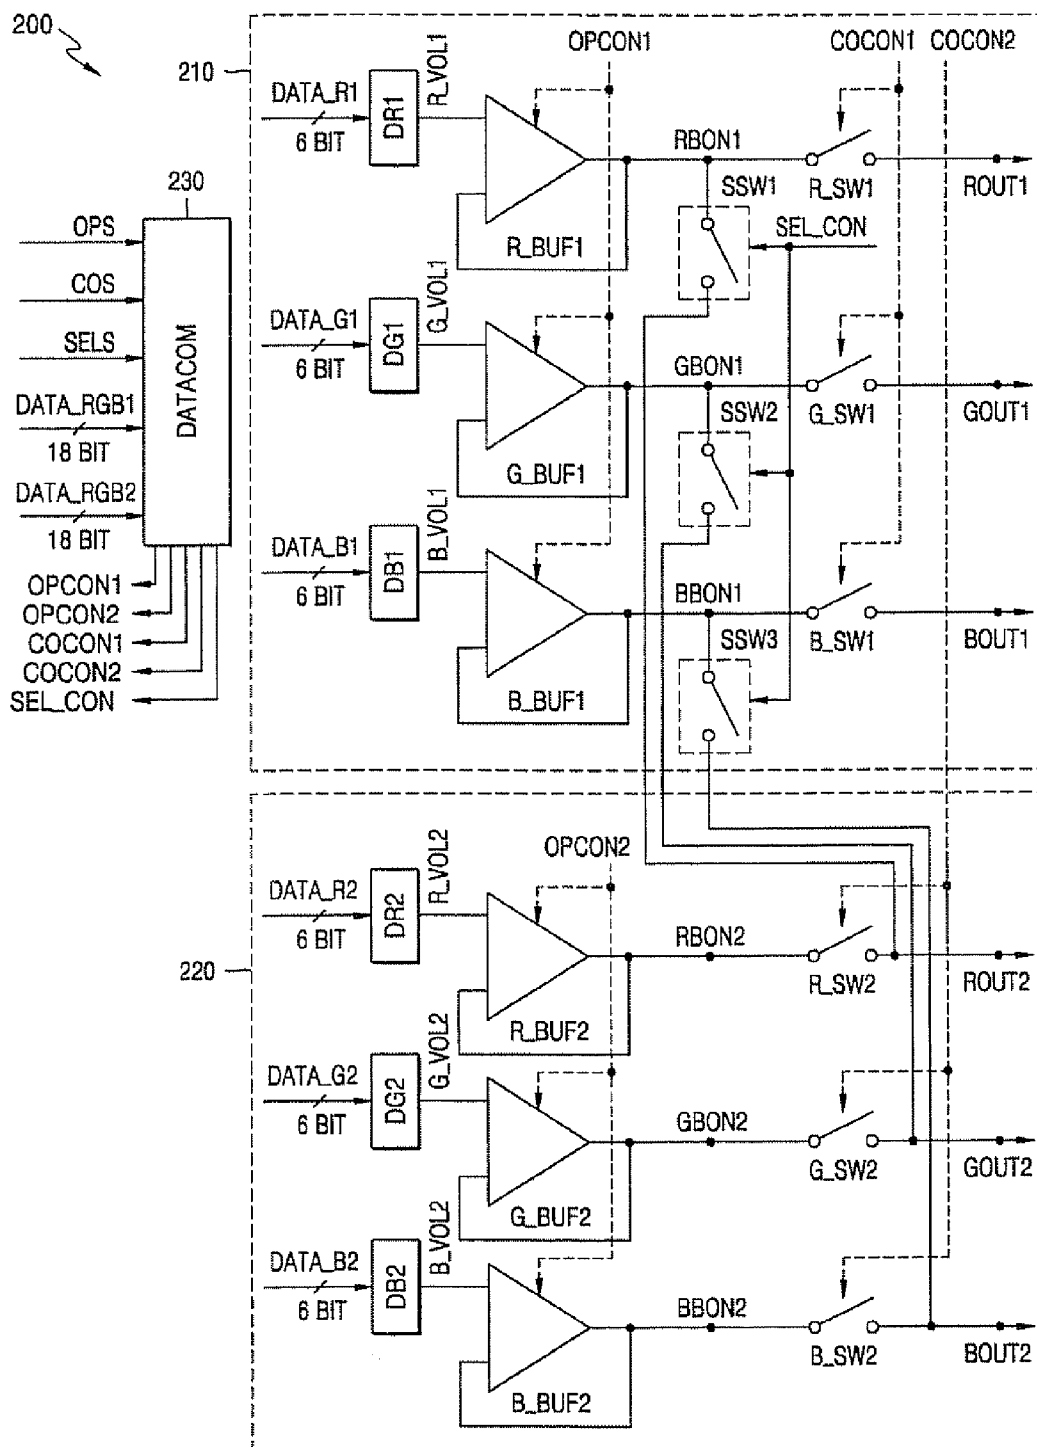 200
210
OPCON1
COCON1 COCON2
DATA_R1
6 BIT
DR1
R_VOL1
RBON1
SSW1
R_SW1
ROUT1
R_BUF1
SEL_CON
230
OPS
COS
SELS
DATA_RGB1
18 BIT
DATA_RGB2
18 BIT
DATACOM
OPCON1
OPCON2
COCON1
COCON2
SEL_CON
DATA_G1
6 BIT
DG1
G_VOL1
GBON1
SSW2
G_SW1
GOUT1
G_BUF1
DATA_B1
6 BIT
DB1
B_VOL1
BBON1
SSW3
B_SW1
BOUT1
B_BUF1
220
OPCON2
DATA_R2
6 BIT
DR2
R_VOL2
RBON2
R_SW2
ROUT2
R_BUF2
DATA_G2
6 BIT
DG2
G_VOL2
GBON2
G_SW2
GOUT2
G_BUF2
DATA_B2
6 BIT
DB2
B_VOL2
BBON2
B_SW2
BOUT2
B_BUF2